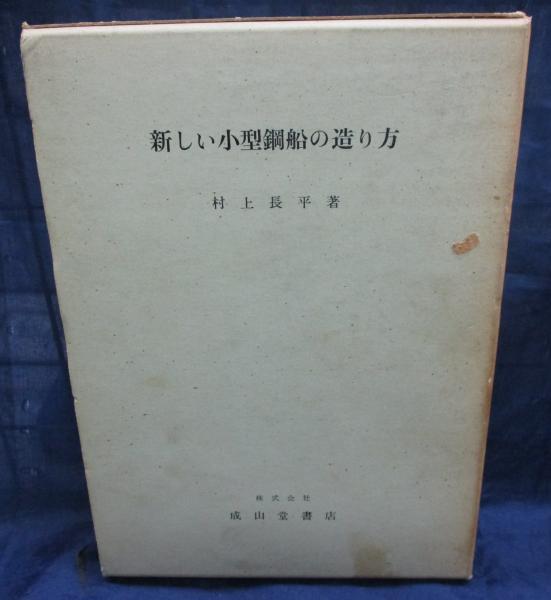 新しい小型鋼船の造り方
村上長平著
株式会社
成山堂書店